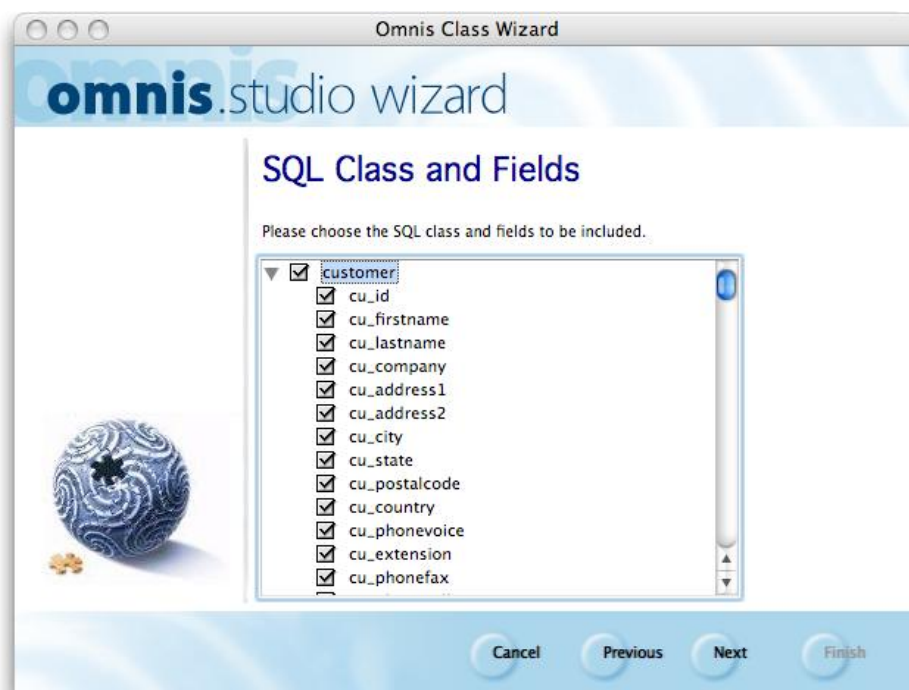 Omnis Class Wizard
omnis
omnis.studio wizard
SQL Class and Fields
Please choose the SQL class and fields to be included.
customer
cu_id
cu_firstname
cu_lastname
cu_company
cu_address1
cu_address2
cu_city
cu_state
cu_postalcode
cu_country
cu_phonevoice
cu_extension
cu_phonefax
Cancel Previous Next Finish